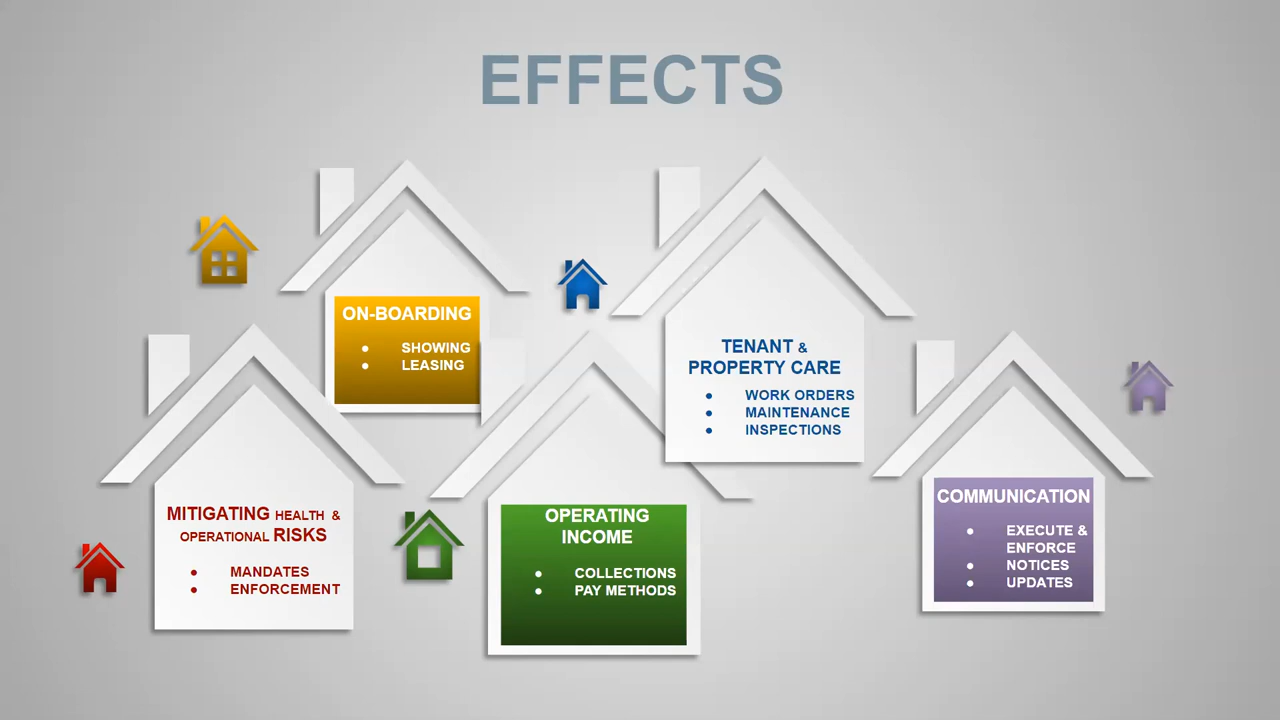 EFFECTS
ON-BOARDING
● SHOWING
● LEASING
TENANT &
PROPERTY CARE
● WORK ORDERS
● MAINTENANCE
● INSPECTIONS
MITIGATING HEALTH &
OPERATIONAL RISKS
● MANDATES
● ENFORCEMENT
OPERATING
INCOME
● COLLECTIONS
● PAY METHODS
COMMUNICATION
● EXECUTE &
ENFORCE
● NOTICES
● UPDATES